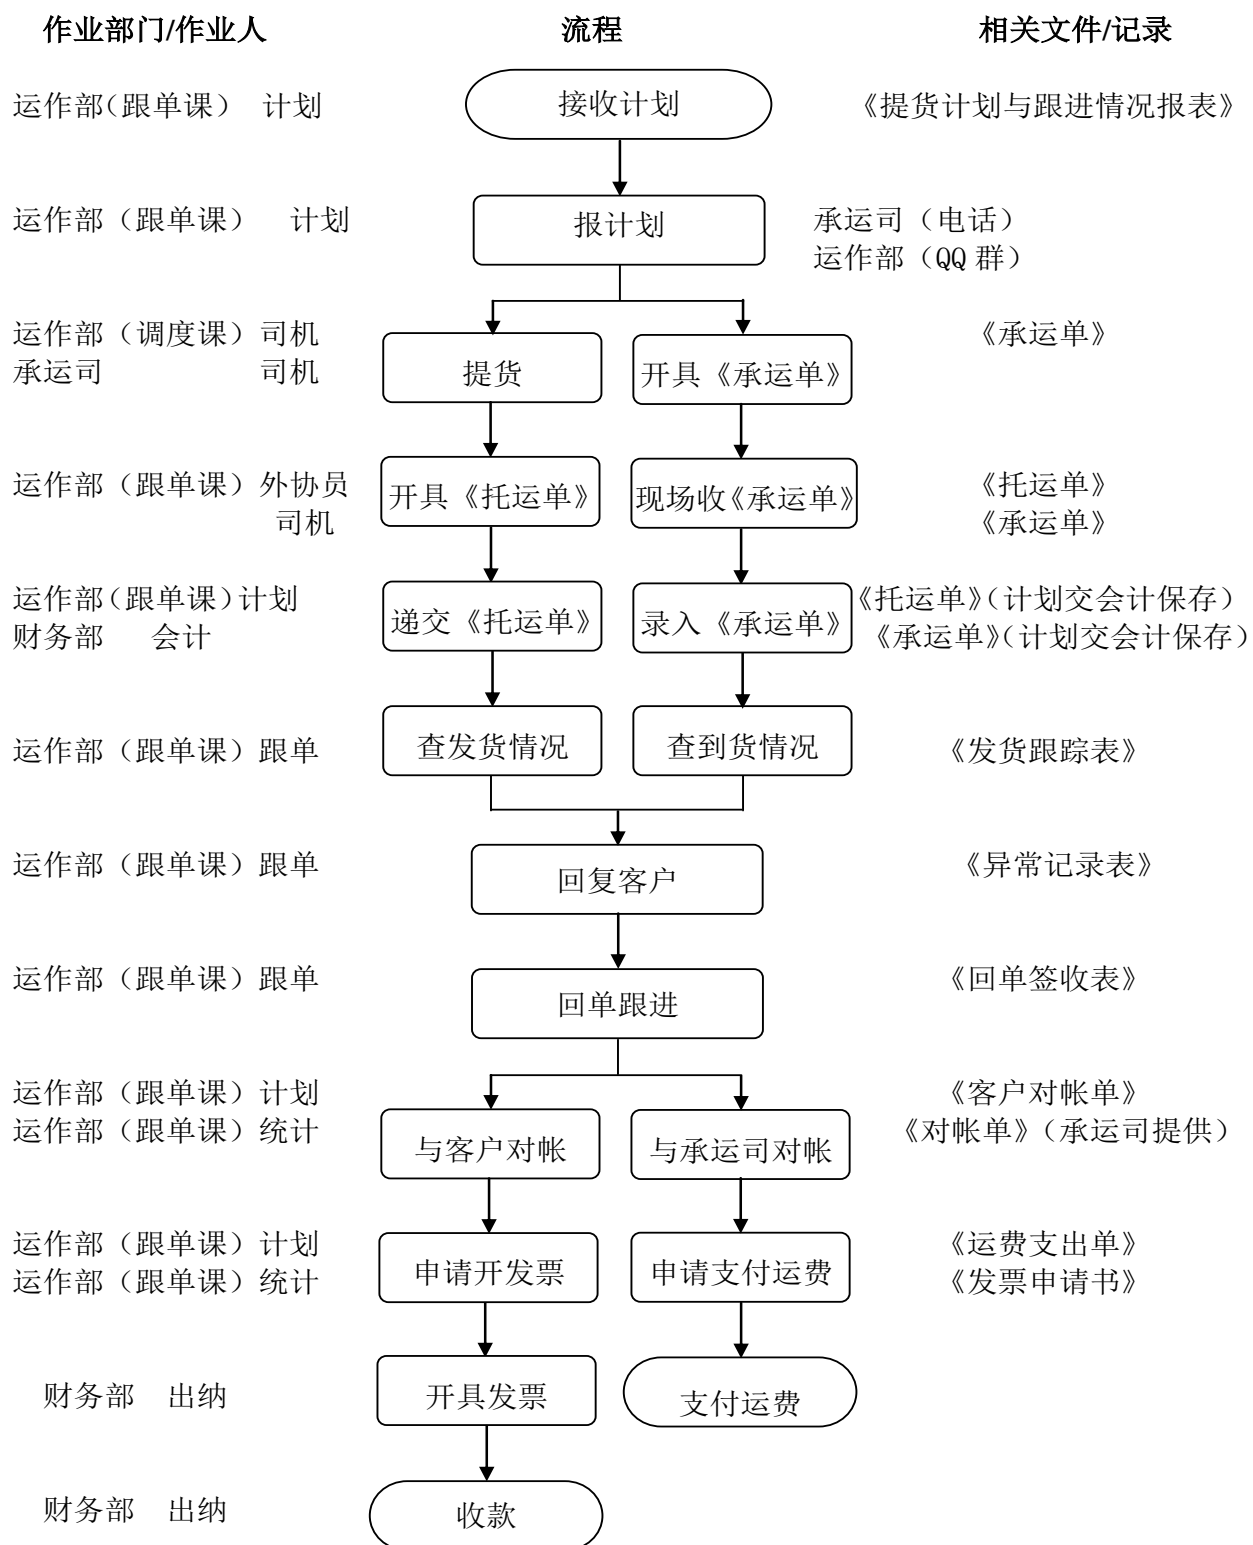 作业部门/作业人 流程 相关文件/记录
运作部(跟单课) 计划 接收计划 《提货计划与跟进情况报表》
运作部（跟单课） 计划 报计划 承运司（电话）
运作部（QQ 群）
运作部（调度课）司机 《承运单》
承运司 司机 提货 开具《承运单》
运作部（跟单课）外协员 开具《托运单》 现场收《承运单》 《托运单》
司机 《承运单》
运作部(跟单课)计划 《托运单》(计划交会计保存)
财务部 会计 递交《托运单》 录入《承运单》 《承运单》(计划交会计保存)
运作部（跟单课）跟单 查发货情况 查到货情况 《发货跟踪表》
运作部（跟单课）跟单 回复客户 《异常记录表》
运作部（跟单课）跟单 回单跟进 《回单签收表》
运作部（跟单课）计划 《客户对帐单》
运作部（跟单课）统计 与客户对帐 与承运司对帐 《对帐单》（承运司提供）
运作部（跟单课）计划 《运费支出单》
运作部（跟单课）统计 申请开发票 申请支付运费 《发票申请书》
财务部 出纳 开具发票 支付运费
财务部 出纳 收款